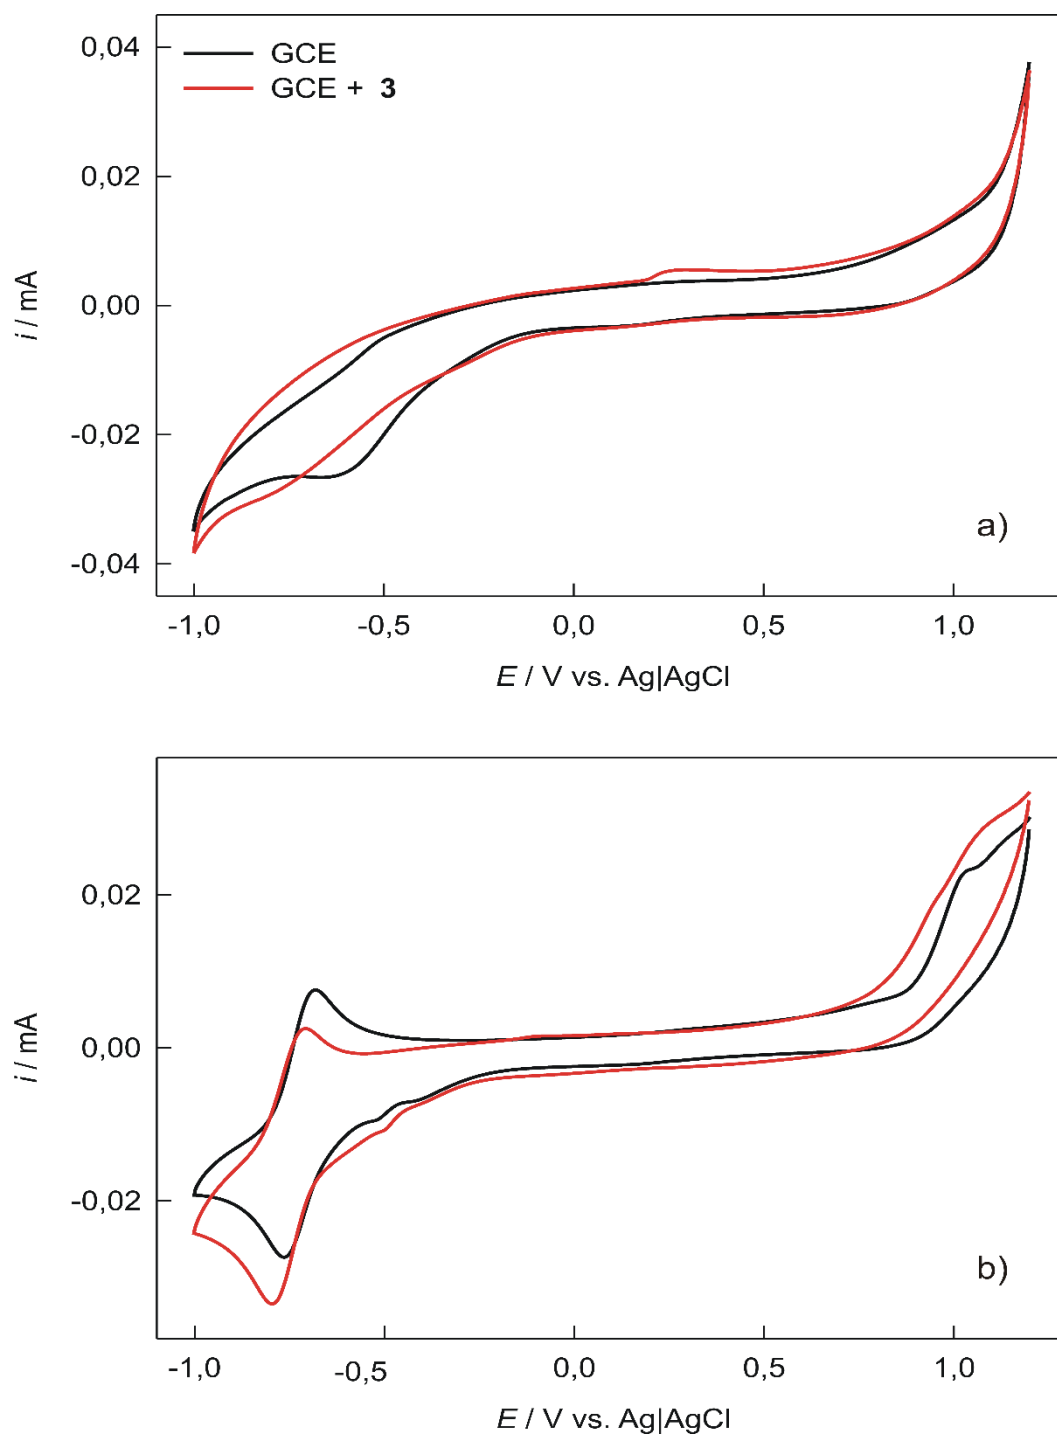 0,04
GCE
GCE + 3
0,02
0,00
-0,02
-0,04
i / mA
a)
-1,0 -0,5 0,0 0,5 1,0
E / V vs. Ag|AgCl
0,02
0,00
-0,02
i / mA
b)
-1,0 -0,5 0,0 0,5 1,0
E / V vs. Ag|AgCl